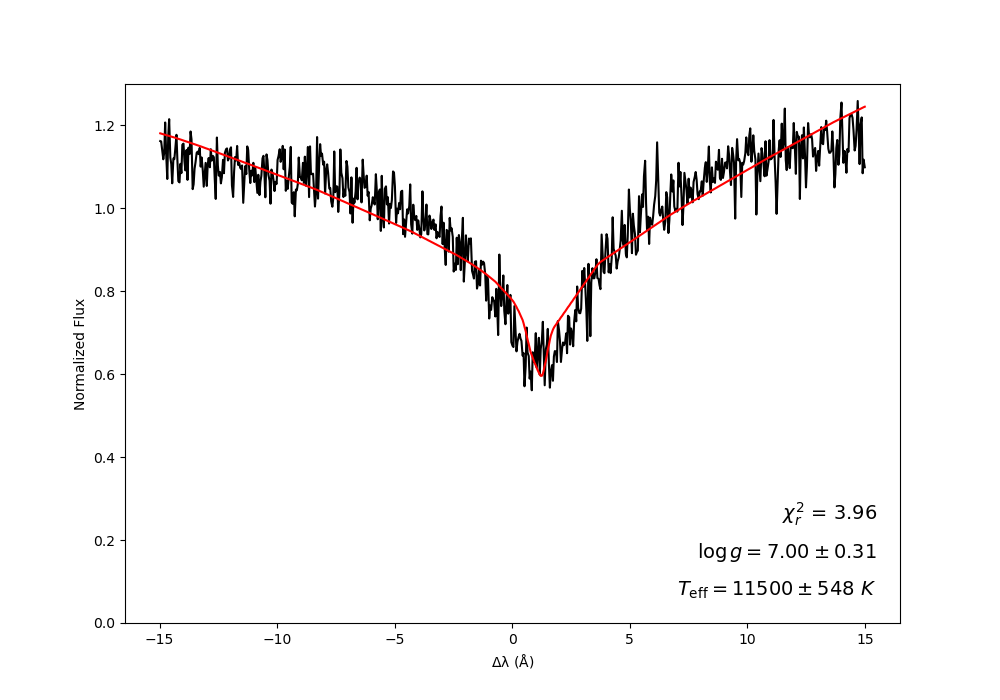 1.2
1.0
0.8
0.6
0.4
0.2
0.0
Normalized Flux
χ²ᵣ = 3.96
log g = 7.00 ± 0.31
T_eff = 11500 ± 548 K
−15 −10 −5 0 5 10 15
Δλ (Å)